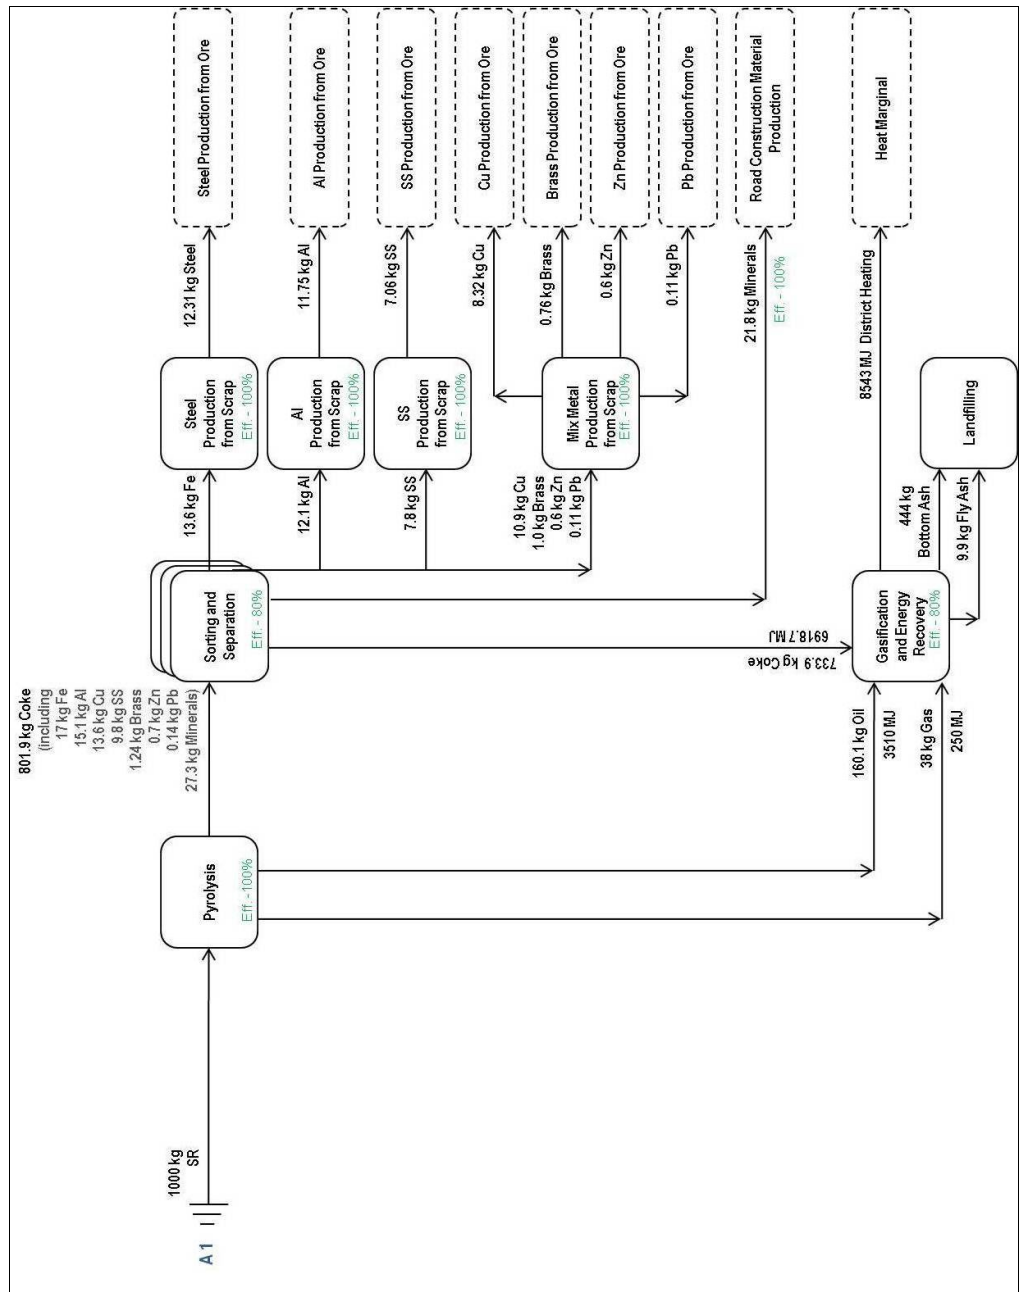 A 1
1000 kg
SR
Pyrolysis
Eff. -100%
801.9 kg Coke
(including
17 kg Fe
15.1 kg Al
13.6 kg Cu
9.8 kg SS
1.24 kg Brass
0.7 kg Zn
0.14 kg Pb
27.3 kg Minerals)
160.1 kg Oil
3510 MJ
38 kg Gas
250 MJ
Sorting and
Separation
Eff. - 80%
733.9 kg Coke
6918.7 MJ
Gasification
and Energy
Recovery
Eff. - 80%
13.6 kg Fe
12.1 kg Al
7.8 kg SS
10.9 kg Cu
1.0 kg Brass
0.6 kg Zn
0.11 kg Pb
444 kg
Bottom Ash
9.9 kg Fly Ash
Steel
Production
from Scrap
Eff. - 100%
Al
Production
from Scrap
Eff. - 100%
SS
Production
from Scrap
Eff. - 100%
Mix Metal
Production
from Scrap
Eff. - 100%
Landfilling
12.31 kg Steel
11.75 kg Al
7.06 kg SS
8.32 kg Cu
0.76 kg Brass
0.6 kg Zn
0.11 kg Pb
21.8 kg Minerals
Eff. - 100%
8543 MJ District Heating
Steel Production from Ore
Al Production from Ore
SS Production from Ore
Cu Production from Ore
Brass Production from Ore
Zn Production from Ore
Pb Production from Ore
Road Construction Material
Production
Heat Marginal